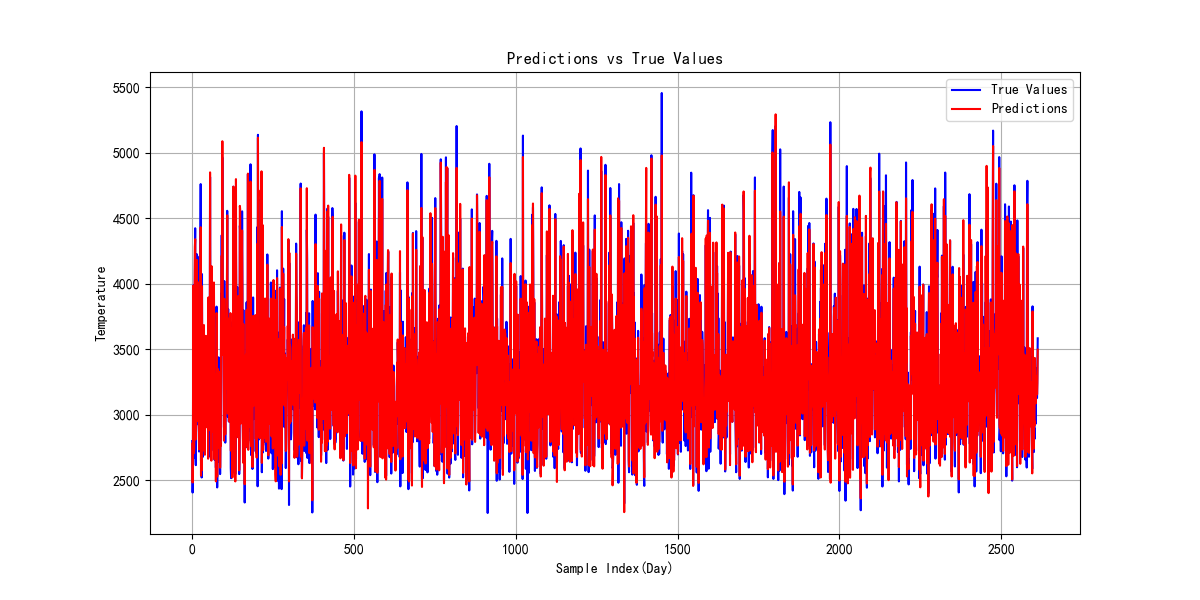 Predictions vs True Values
True Values
Predictions
5500
5000
4500
4000
3500
3000
2500
Temperature
0
500
1000
1500
2000
2500
Sample Index(Day)